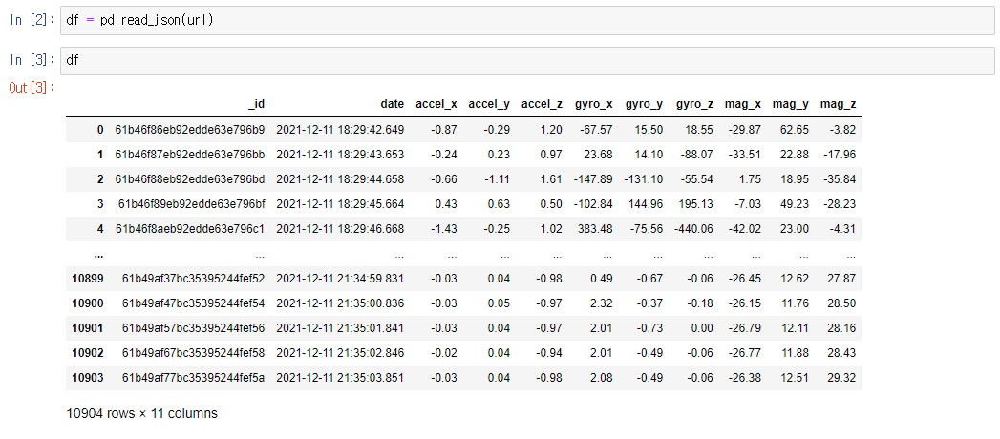 In [2]: df = pd.read_json(url)
In [3]: df
Out[3]:
_id date accel_x accel_y accel_z gyro_x gyro_y gyro_z mag_x mag_y mag_z
0 61b46f86eb92edde63e796b9 2021-12-11 18:29:42.649 -0.87 -0.29 1.20 -67.57 15.50 18.55 -29.87 62.65 -3.82
1 61b46f87eb92edde63e796bb 2021-12-11 18:29:43.653 -0.24 0.23 0.97 23.68 14.10 -88.07 -33.51 22.88 -17.96
2 61b46f88eb92edde63e796bd 2021-12-11 18:29:44.658 -0.66 -1.11 1.61 -147.89 -131.10 -55.54 1.75 18.95 -35.84
3 61b46f89eb92edde63e796bf 2021-12-11 18:29:45.664 0.43 0.63 0.50 -102.84 144.96 195.13 -7.03 49.23 -28.23
4 61b46f8aeb92edde63e796c1 2021-12-11 18:29:46.668 -1.43 -0.25 1.02 383.48 -75.56 -440.06 -42.02 23.00 -4.31
... ... ... ... ... ... ... ... ... ... ... ...
10899 61b49af37bc35395244fef52 2021-12-11 21:34:59.831 -0.03 0.04 -0.98 0.49 -0.67 -0.06 -26.45 12.62 27.87
10900 61b49af47bc35395244fef54 2021-12-11 21:35:00.836 -0.03 0.05 -0.97 2.32 -0.37 -0.18 -26.15 11.76 28.50
10901 61b49af57bc35395244fef56 2021-12-11 21:35:01.841 -0.03 0.04 -0.97 2.01 -0.73 0.00 -26.79 12.11 28.16
10902 61b49af67bc35395244fef58 2021-12-11 21:35:02.846 -0.02 0.04 -0.94 2.01 -0.49 -0.06 -26.77 11.88 28.43
10903 61b49af77bc35395244fef5a 2021-12-11 21:35:03.851 -0.03 0.04 -0.98 2.08 -0.49 -0.06 -26.38 12.51 29.32
10904 rows × 11 columns